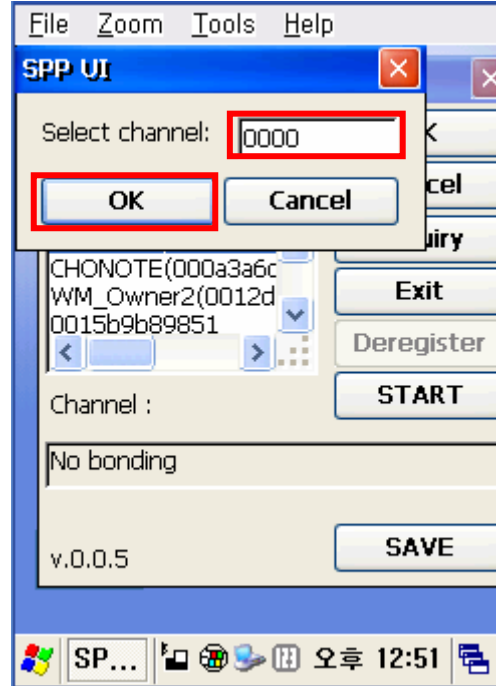 File Zoom Tools Help
SPP UI
Select channel: 0000
OK Cancel
CHONOTE(000a3a6c
WM_Owner2(0012d
0015b9b89851
Exit
Deregister
START
Channel :
No bonding
v.0.0.5
SAVE
SP... 오후 12:51